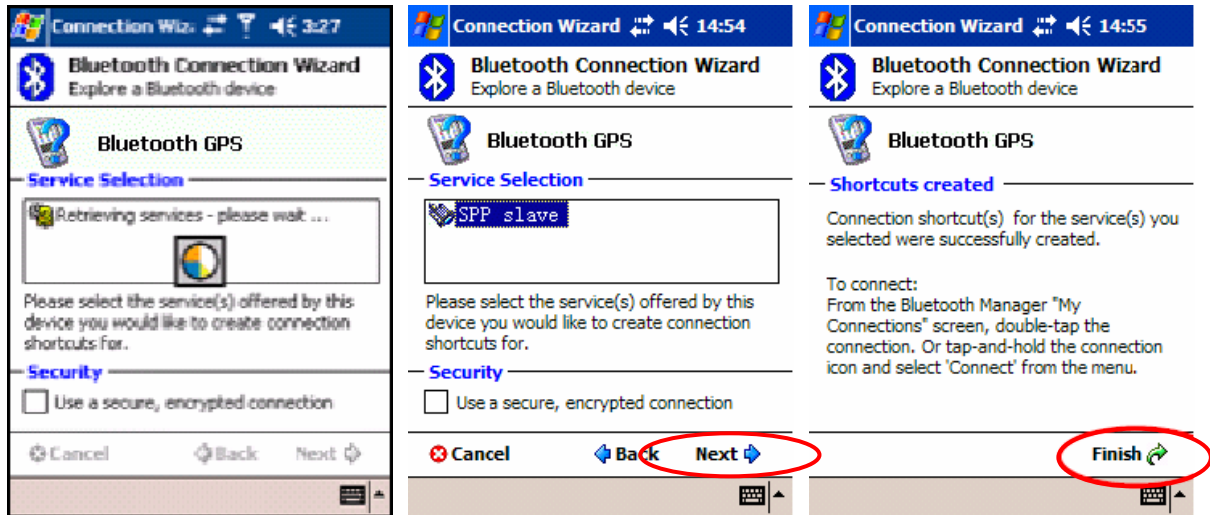 Connection Wiz. 3:27
Bluetooth Connection Wizard
Explore a Bluetooth device
Bluetooth GPS
Service Selection
Retrieving services - please wait ...
Please select the service(s) offered by this
device you would like to create connection
shortcuts for.
Security
Use a secure, encrypted connection
Cancel Back Next
Connection Wizard 14:54
Bluetooth Connection Wizard
Explore a Bluetooth device
Bluetooth GPS
Service Selection
SPP slave
Please select the service(s) offered by this
device you would like to create connection
shortcuts for.
Security
Use a secure, encrypted connection
Cancel Back Next
Connection Wizard 14:55
Bluetooth Connection Wizard
Explore a Bluetooth device
Bluetooth GPS
Shortcuts created
Connection shortcut(s) for the service(s) you
selected were successfully created.
To connect:
From the Bluetooth Manager "My
Connections" screen, double-tap the
connection. Or tap-and-hold the connection
icon and select 'Connect' from the menu.
Finish